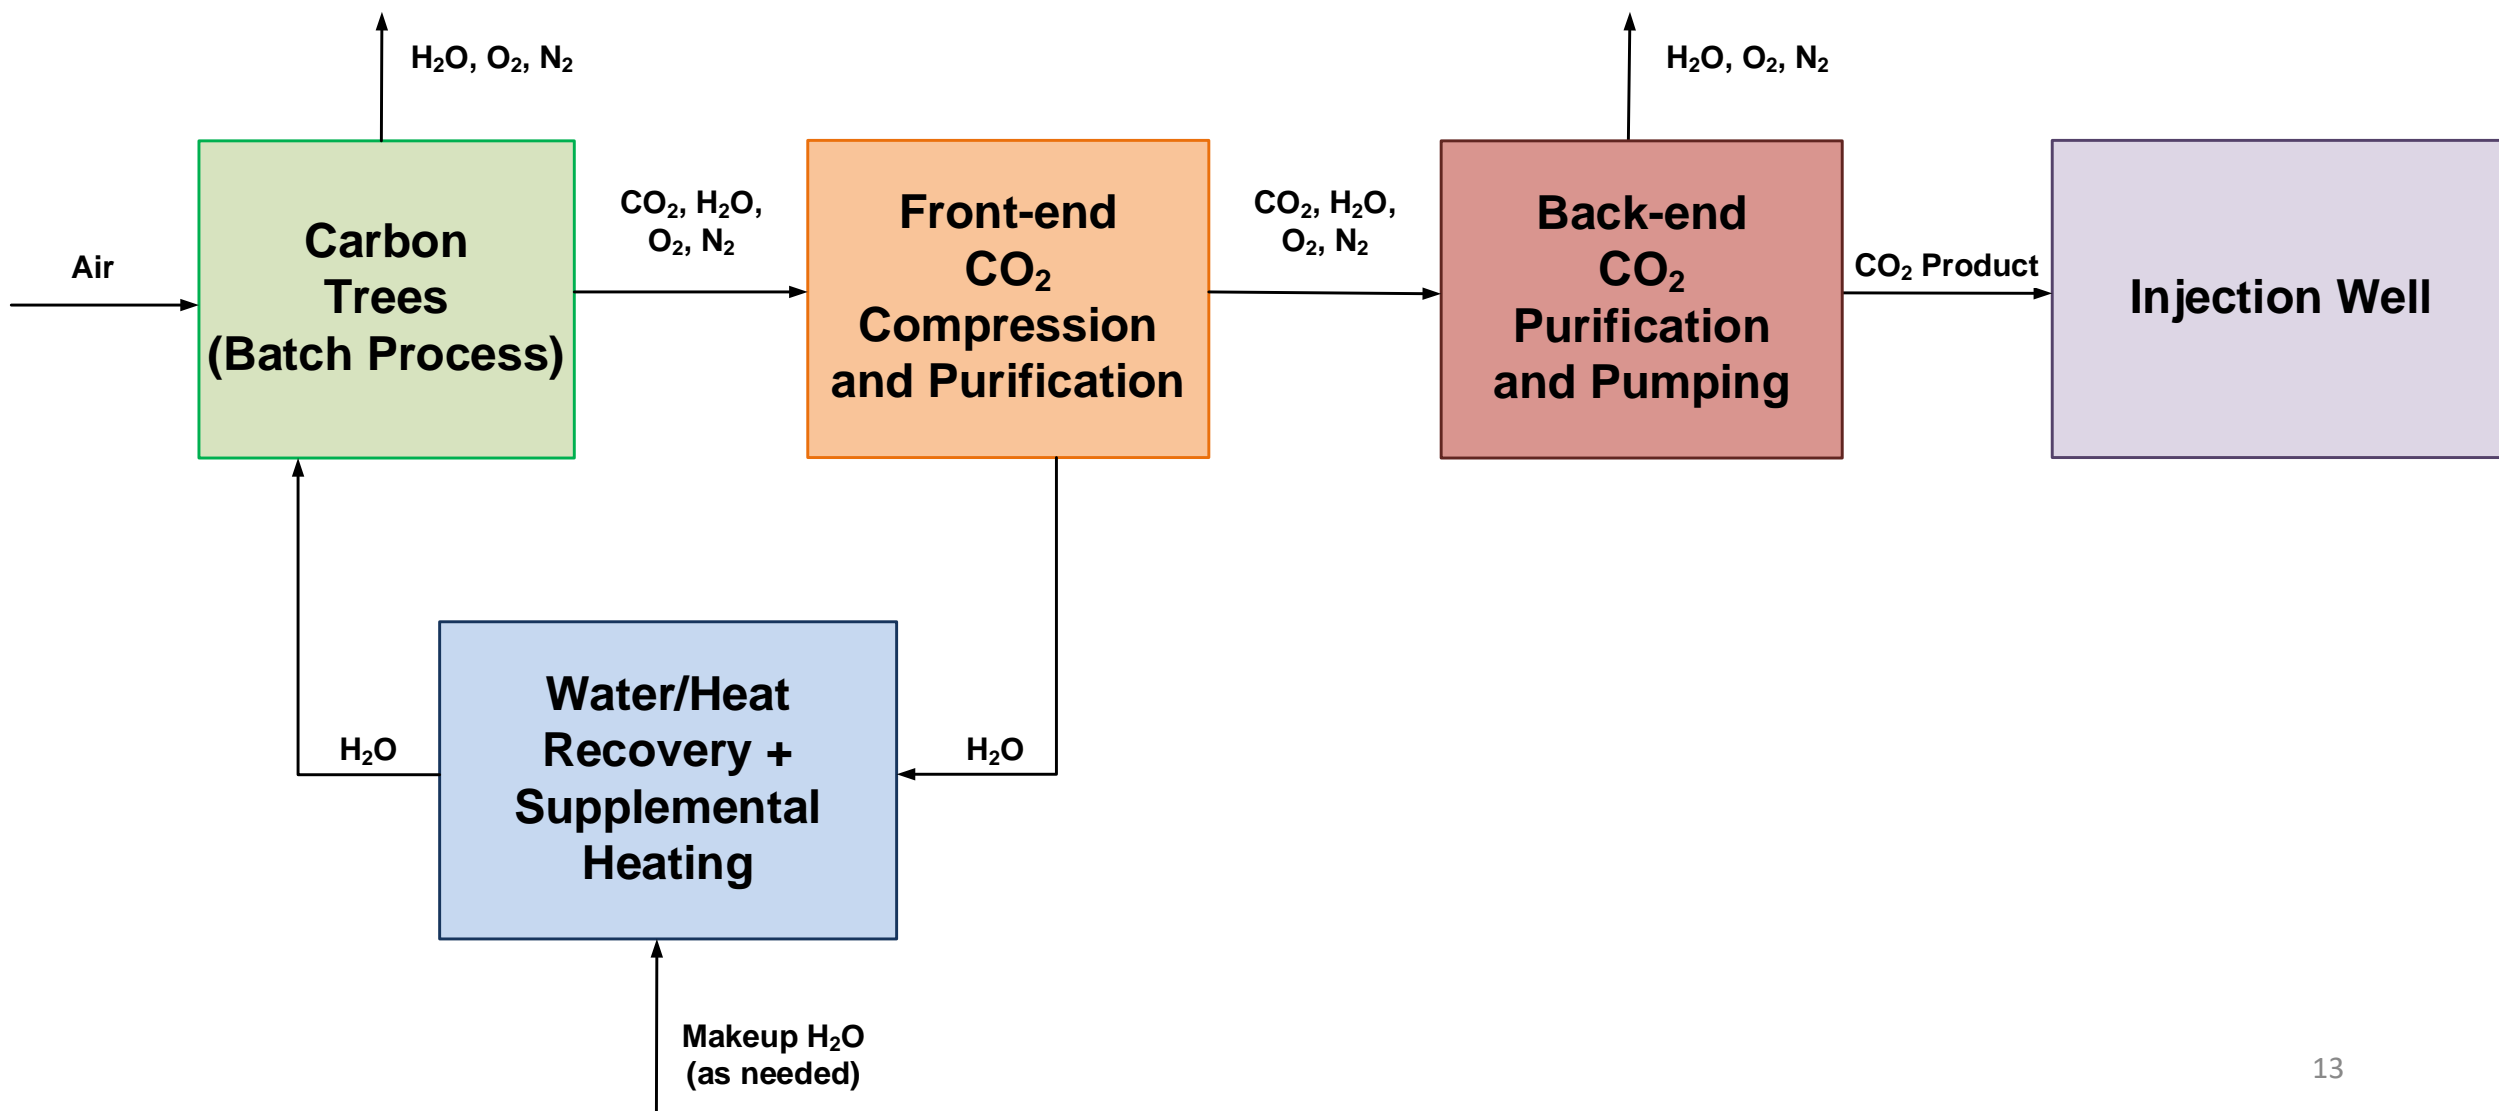 H₂O, O₂, N₂
H₂O, O₂, N₂
Air
Carbon
Trees
(Batch Process)
CO₂, H₂O,
O₂, N₂
Front-end
CO₂
Compression
and Purification
CO₂, H₂O,
O₂, N₂
Back-end
CO₂
Purification
and Pumping
CO₂ Product
Injection Well
H₂O
Water/Heat
Recovery +
Supplemental
Heating
H₂O
Makeup H₂O
(as needed)
13